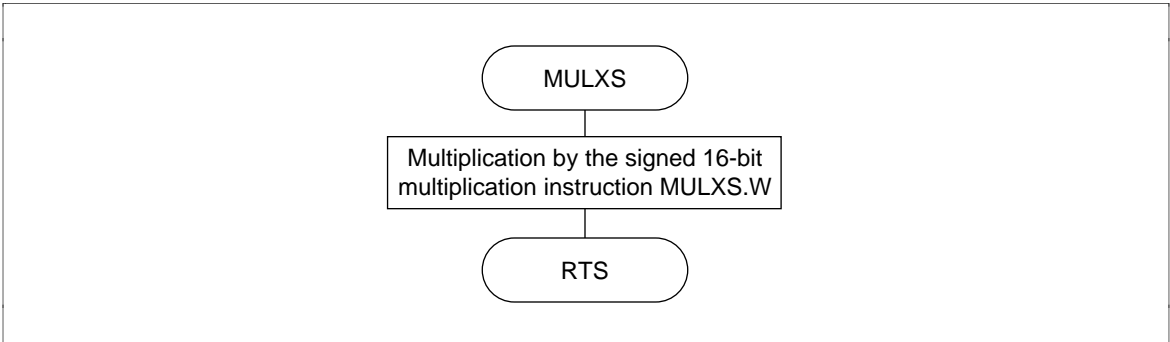 MULXS
Multiplication by the signed 16-bit
multiplication instruction MULXS.W
RTS